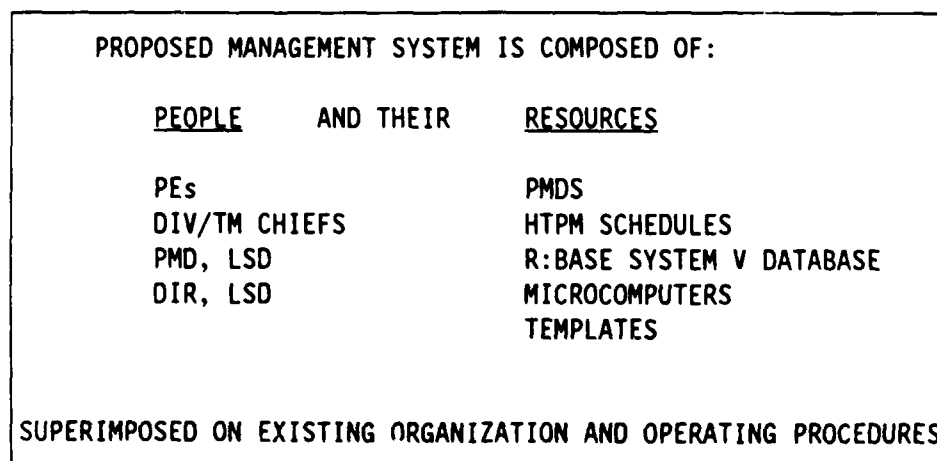 PROPOSED MANAGEMENT SYSTEM IS COMPOSED OF:
PEOPLE AND THEIR RESOURCES
PEs PMDS
DIV/TM CHIEFS HTPM SCHEDULES
PMD, LSD R:BASE SYSTEM V DATABASE
DIR, LSD MICROCOMPUTERS
TEMPLATES
SUPERIMPOSED ON EXISTING ORGANIZATION AND OPERATING PROCEDURES